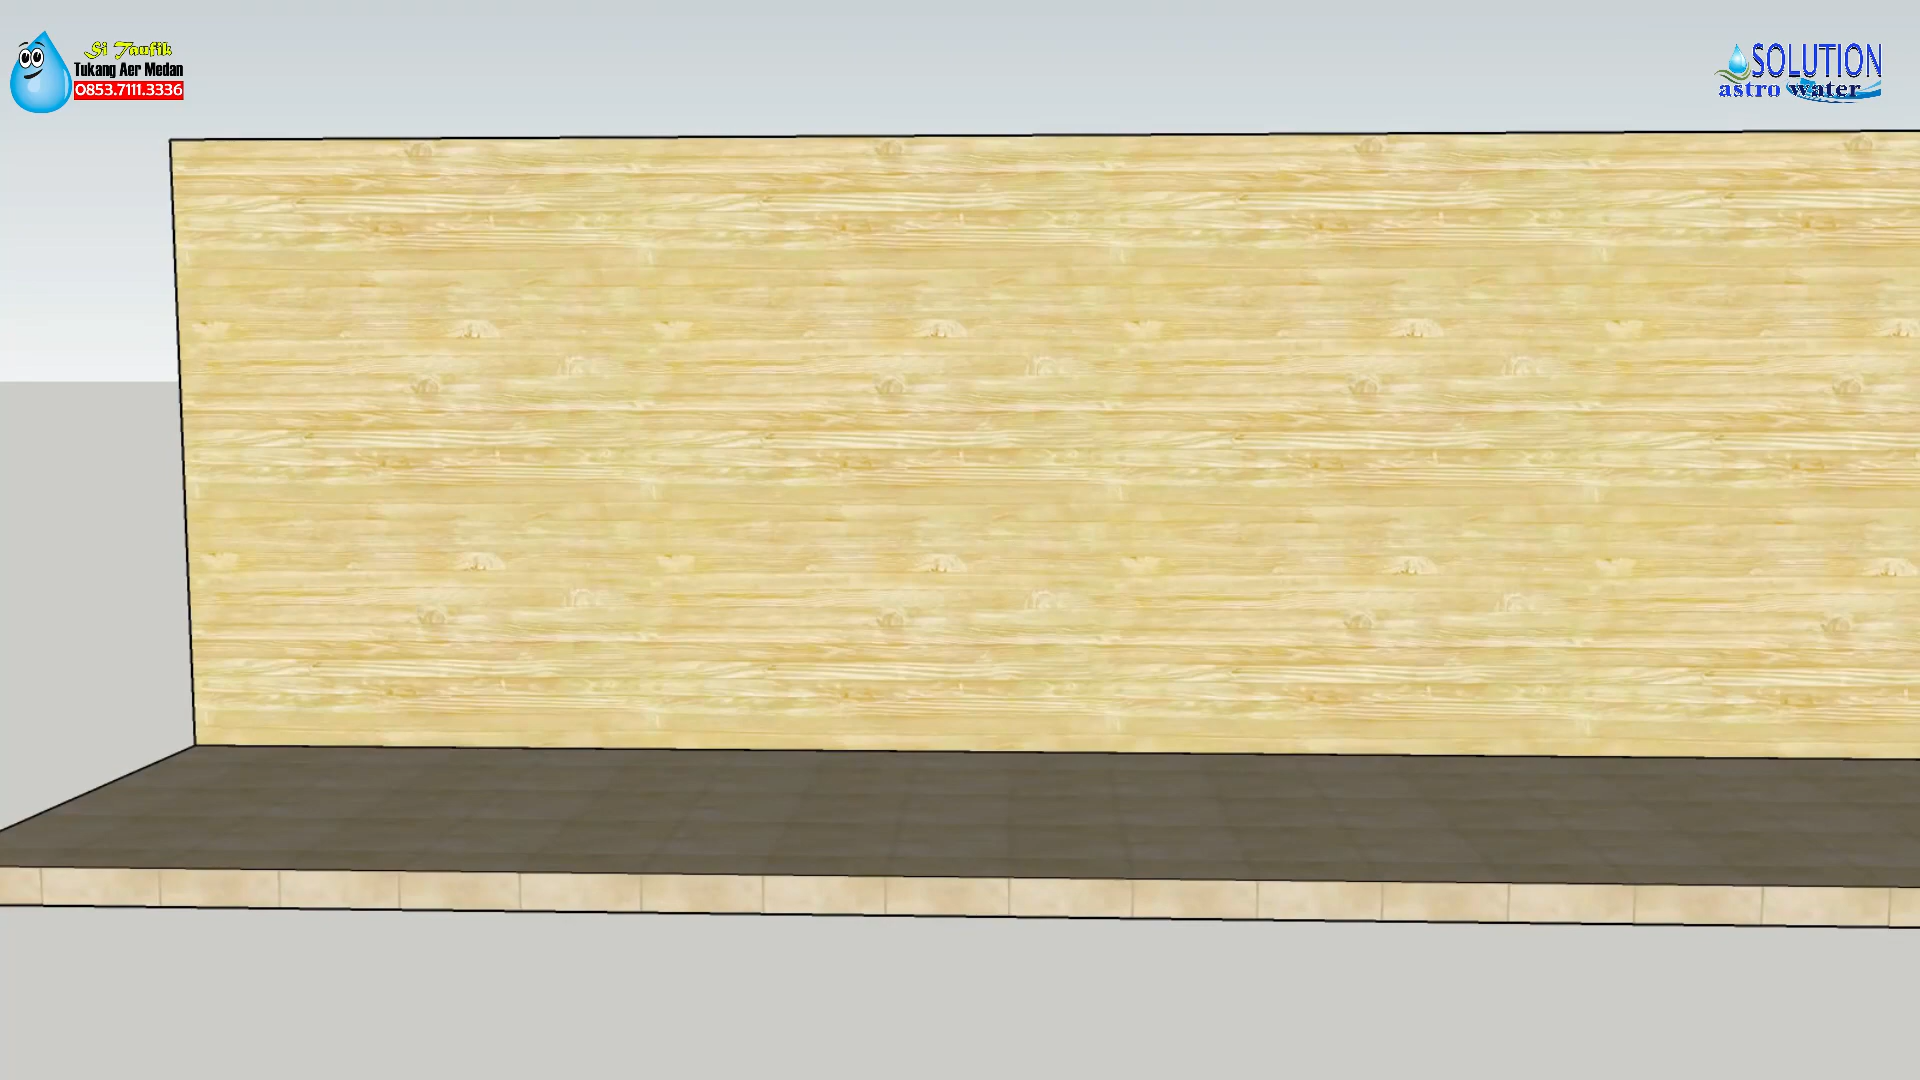 Si Taufik
Tukang Aer Medan
0853.7111.3336
SOLUTION
astro water